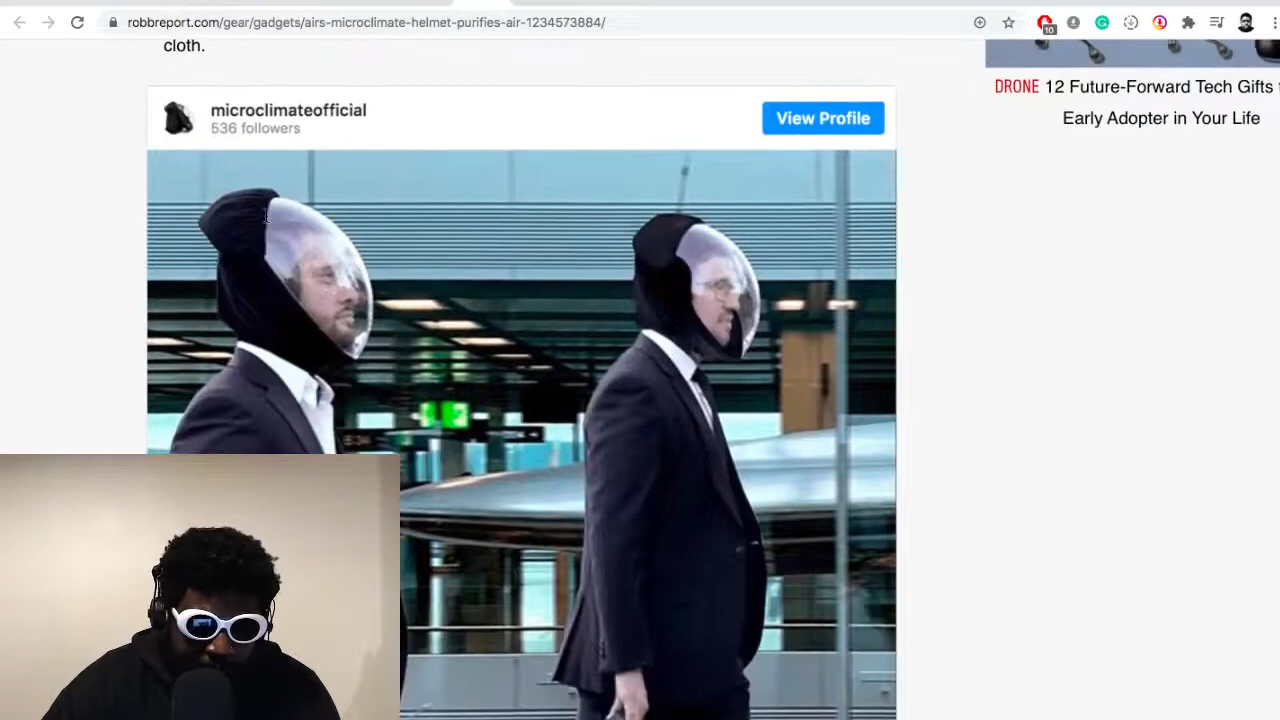 robbreport.com/gear/gadgets/airs-microclimate-helmet-purifies-air-1234573884/
10
cloth.
microclimateofficial
536 followers
View Profile
DRONE 12 Future-Forward Tech Gifts
Early Adopter in Your Life